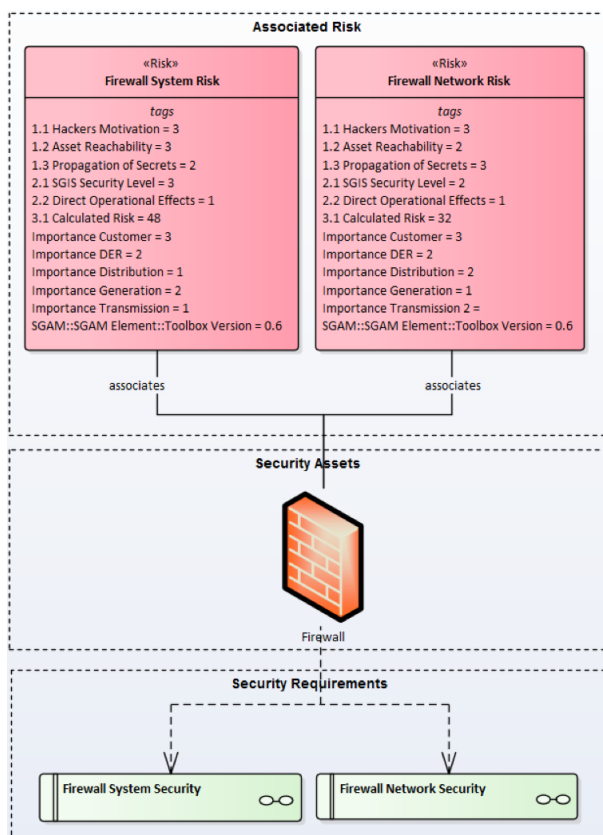 Associated Risk
«Risk»
Firewall System Risk
tags
1.1 Hackers Motivation = 3
1.2 Asset Reachability = 3
1.3 Propagation of Secrets = 2
2.1 SGIS Security Level = 3
2.2 Direct Operational Effects = 1
3.1 Calculated Risk = 48
Importance Customer = 3
Importance DER = 2
Importance Distribution = 1
Importance Generation = 2
Importance Transmission = 1
SGAM::SGAM Element::Toolbox Version = 0.6
«Risk»
Firewall Network Risk
tags
1.1 Hackers Motivation = 3
1.2 Asset Reachability = 2
1.3 Propagation of Secrets = 3
2.1 SGIS Security Level = 2
2.2 Direct Operational Effects = 1
3.1 Calculated Risk = 32
Importance Customer = 3
Importance DER = 2
Importance Distribution = 2
Importance Generation = 1
Importance Transmission 2 =
SGAM::SGAM Element::Toolbox Version = 0.6
associates
associates
Security Assets
Firewall
Security Requirements
Firewall System Security
Firewall Network Security